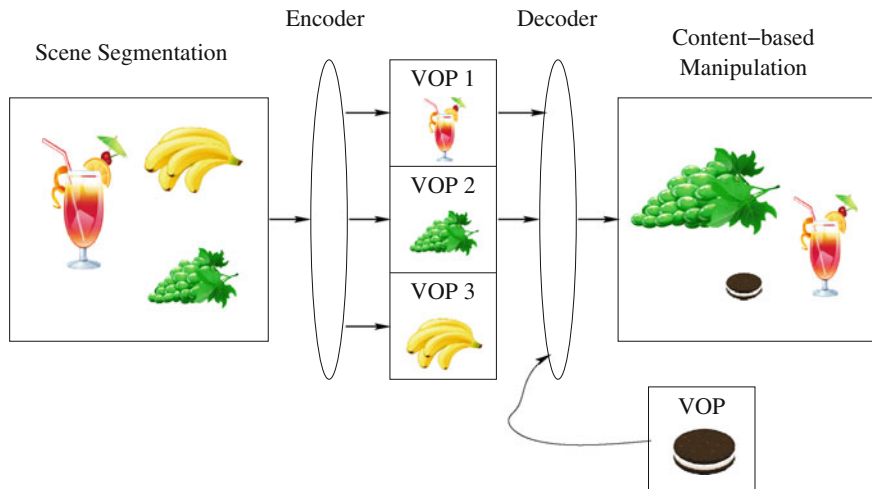 Scene Segmentation
Encoder
Decoder
Content−based
Manipulation
VOP 1
VOP 2
VOP 3
VOP